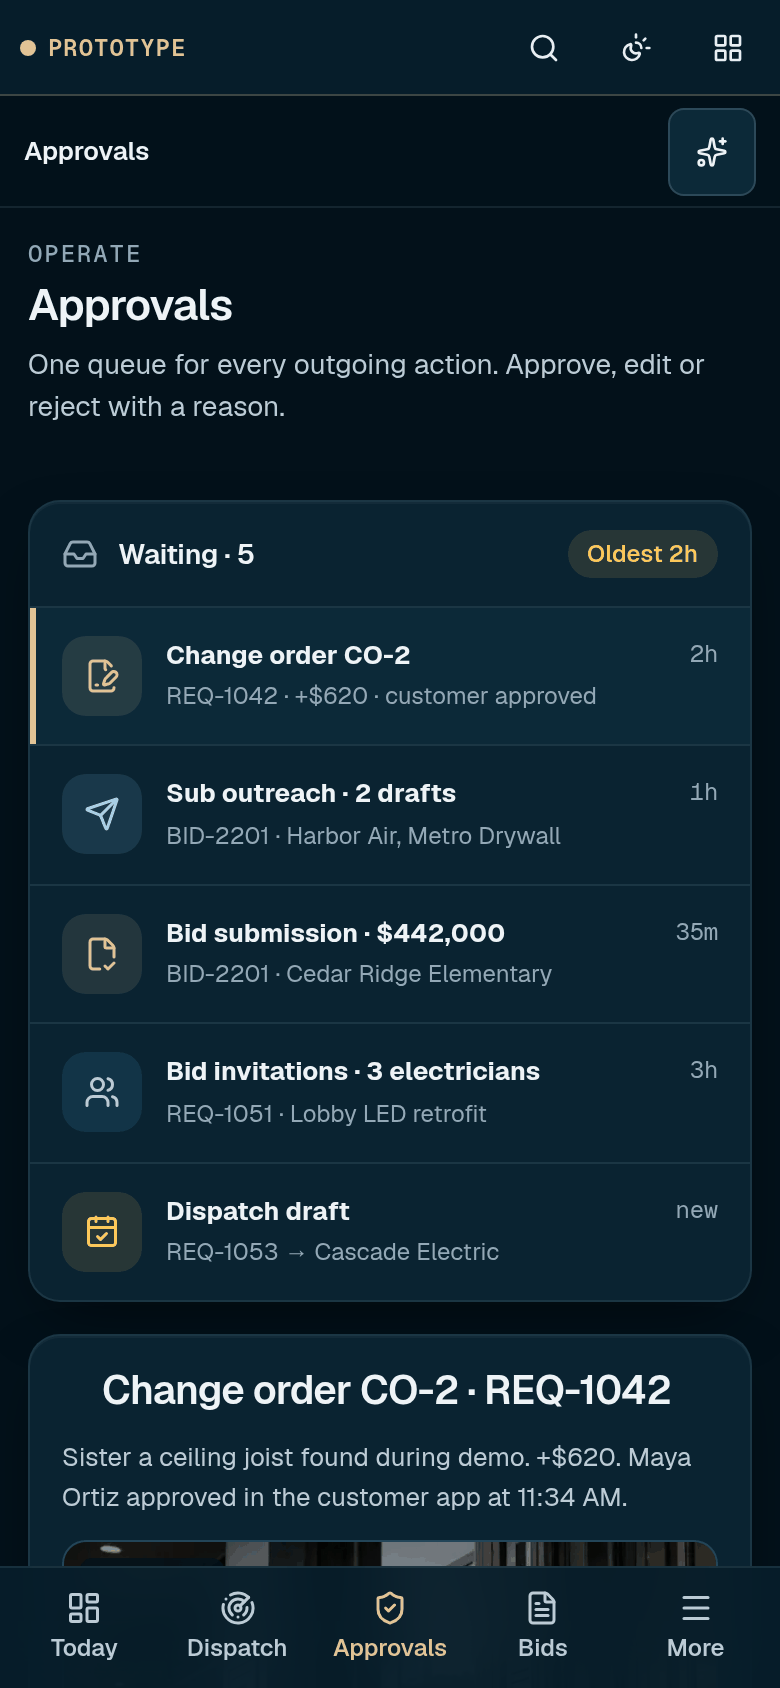 PROTOTYPE
Approvals
OPERATE
Approvals
One queue for every outgoing action. Approve, edit or
reject with a reason.
Waiting · 5
Oldest 2h
Change order CO-2
2h
REQ-1042 · +$620 · customer approved
Sub outreach · 2 drafts
1h
BID-2201 · Harbor Air, Metro Drywall
Bid submission · $442,000
35m
BID-2201 · Cedar Ridge Elementary
Bid invitations · 3 electricians
3h
REQ-1051 · Lobby LED retrofit
Dispatch draft
new
REQ-1053 → Cascade Electric
Change order CO-2 · REQ-1042
Sister a ceiling joist found during demo. +$620. Maya
Ortiz approved in the customer app at 11:34 AM.
Today
Dispatch
Approvals
Bids
More